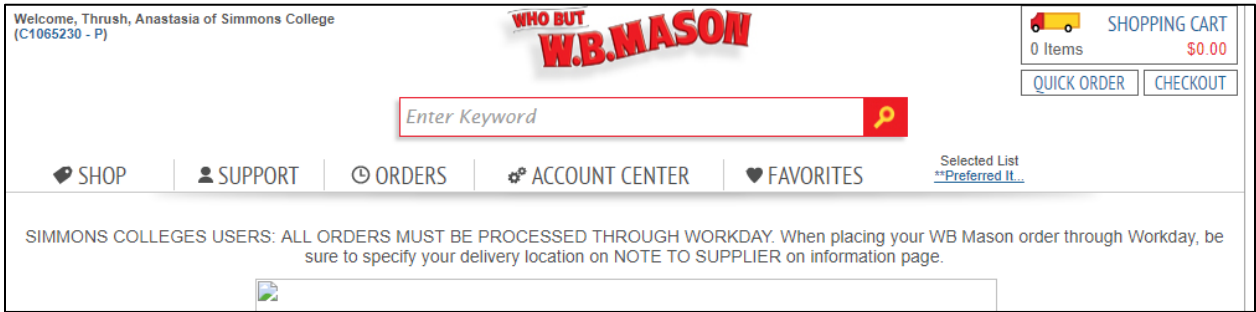 Welcome, Thrush, Anastasia of Simmons College
(C1065230 - P)
WHO BUT
W.B.MASON
SHOPPING CART
0 Items $0.00
QUICK ORDER CHECKOUT
Enter Keyword
SHOP SUPPORT ORDERS ACCOUNT CENTER FAVORITES
Selected List
**Preferred It...
SIMMONS COLLEGES USERS: ALL ORDERS MUST BE PROCESSED THROUGH WORKDAY. When placing your WB Mason order through Workday, be
sure to specify your delivery location on NOTE TO SUPPLIER on information page.